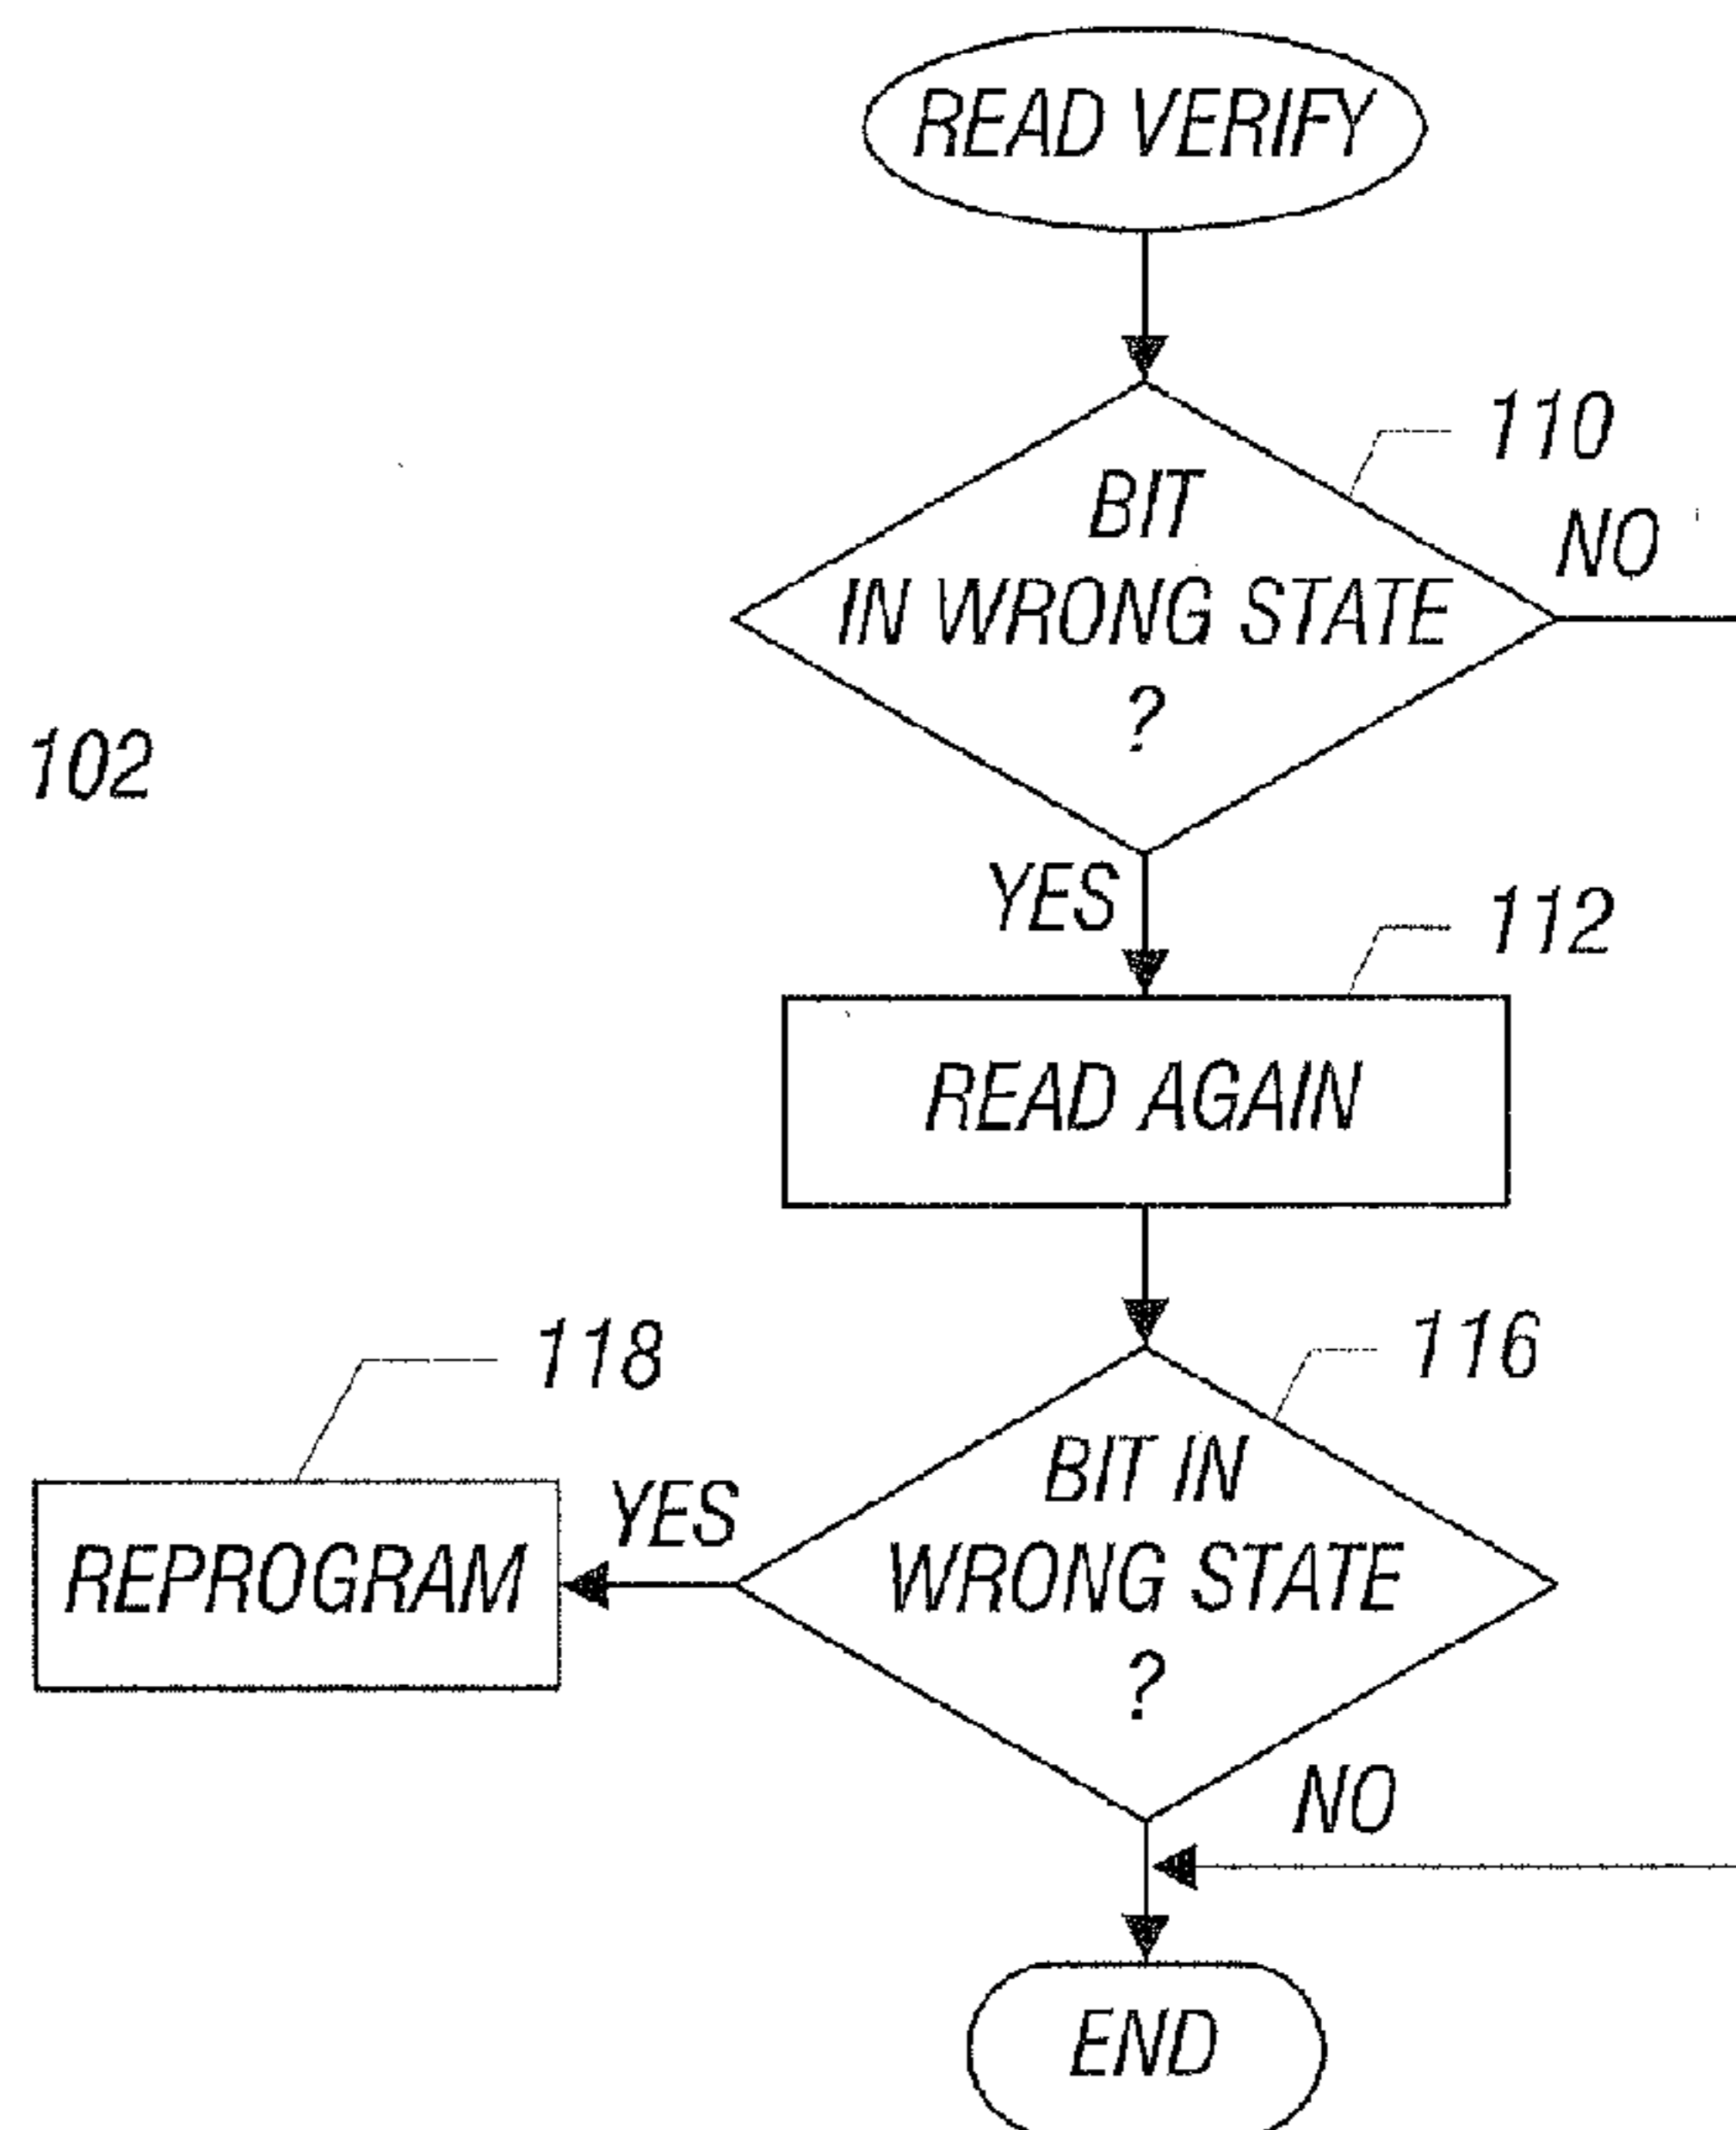 READ VERIFY
110
BIT
IN WRONG STATE
?
NO
102
YES
112
READ AGAIN
118
116
BIT IN
WRONG STATE
?
YES
REPROGRAM
NO
END